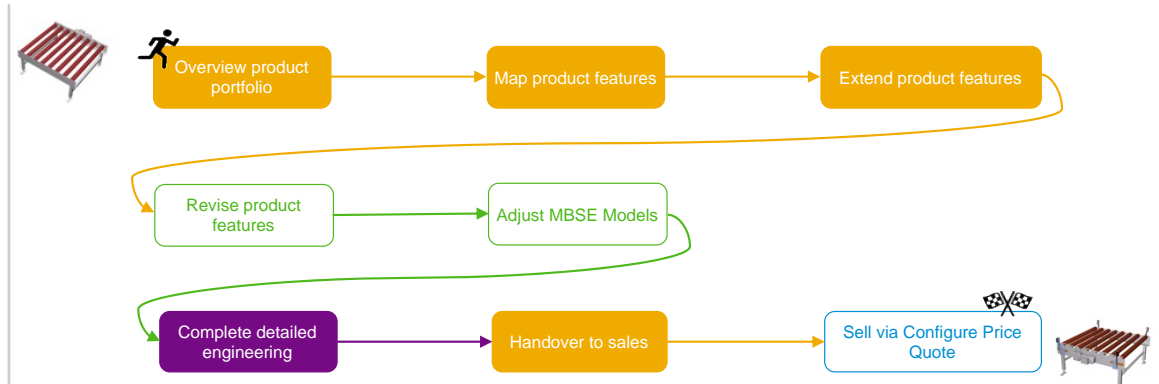 Overview product
portfolio
Map product features
Extend product features
Revise product
features
Adjust MBSE Models
Complete detailed
engineering
Handover to sales
Sell via Configure Price
Quote